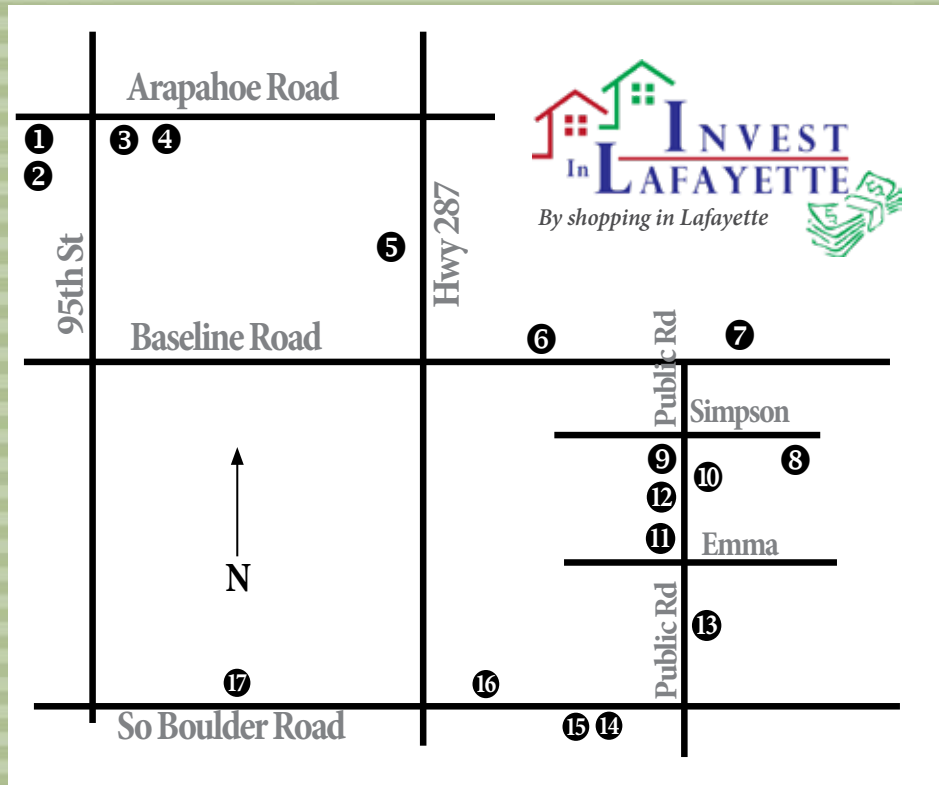 Arapahoe Road
1
3
4
2
INVEST
In LAFAYETTE
By shopping in Lafayette
95th St
5
Hwy 287
Baseline Road
6
Public Rd
7
Simpson
9
10
8
12
11
Emma
N
Public Rd
13
17
16
So Boulder Road
15
14